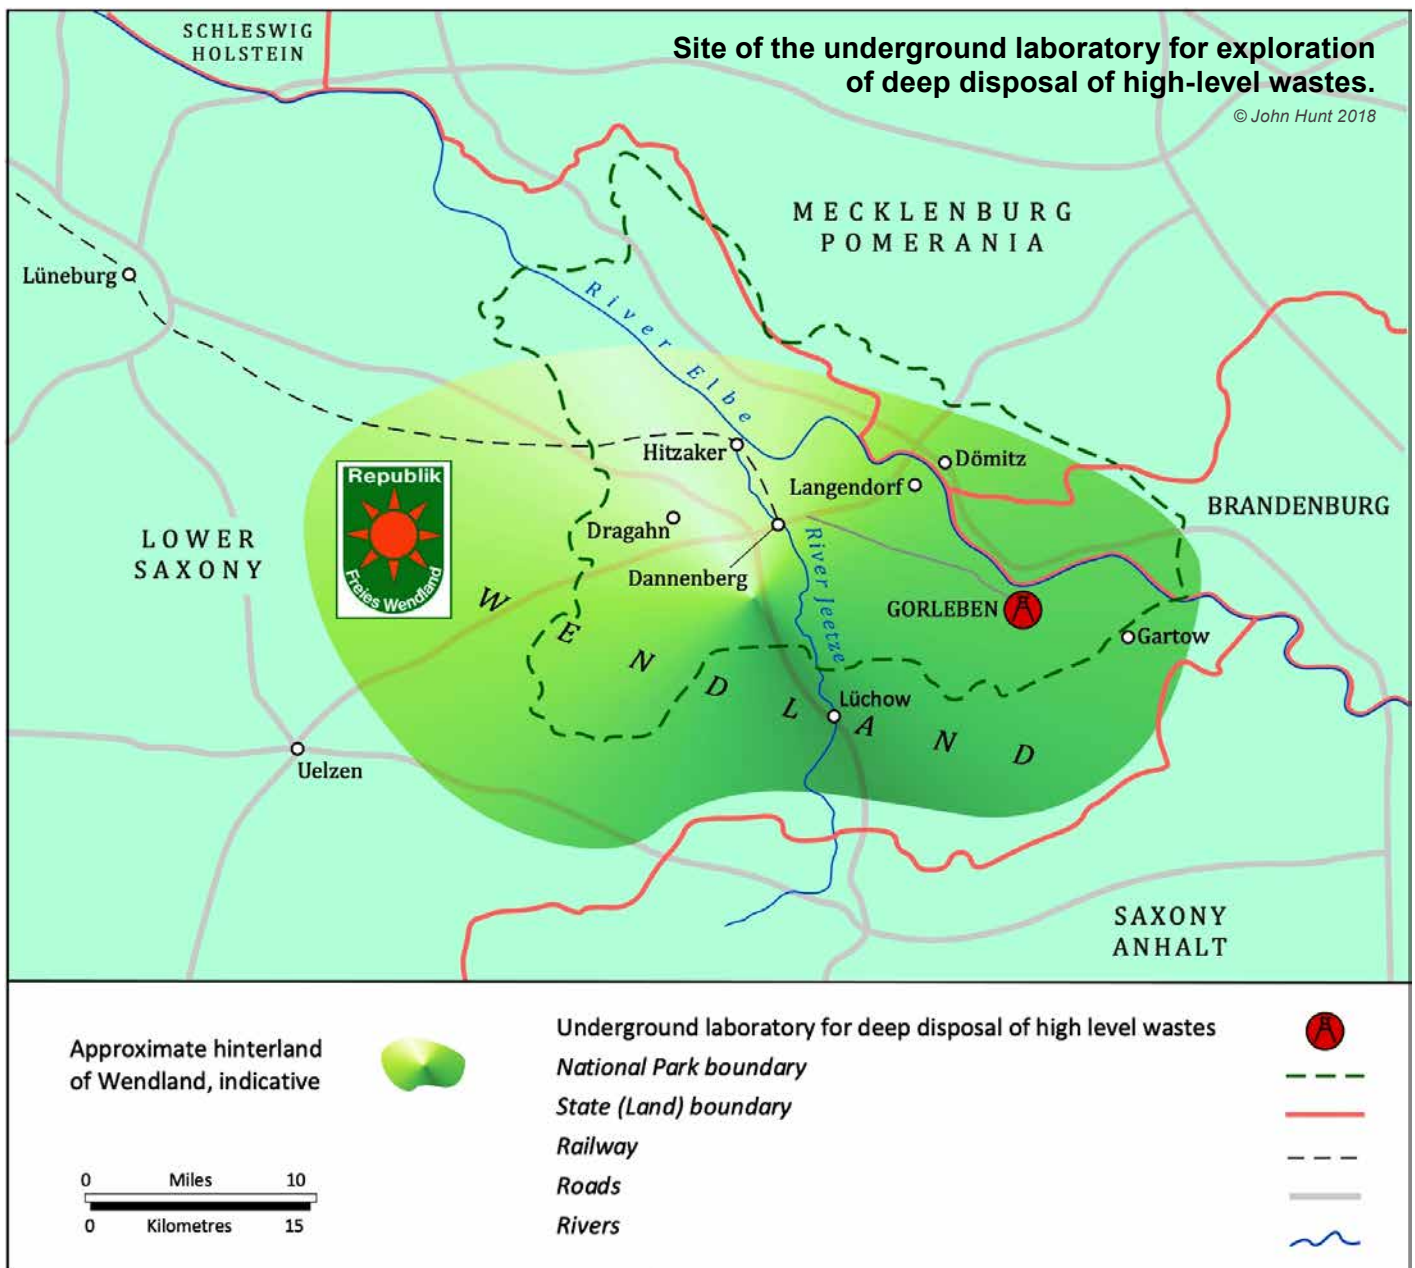 SCHLESWIG
HOLSTEIN
Site of the underground laboratory for exploration
of deep disposal of high-level wastes.
© John Hunt 2018
MECKLENBURG
POMERANIA
Lüneburg
River Elbe
Hitzaker
Dömitz
Langendorf
Republik
Freies Wendland
BRANDENBURG
LOWER
SAXONY
Dragahn
Dannenberg
River Jeetze
GORLEBEN
Gartow
WENDLAND
Lüchow
Uelzen
SAXONY
ANHALT
Approximate hinterland
of Wendland, indicative
0 Miles 10
0 Kilometres 15
Underground laboratory for deep disposal of high level wastes
National Park boundary
State (Land) boundary
Railway
Roads
Rivers